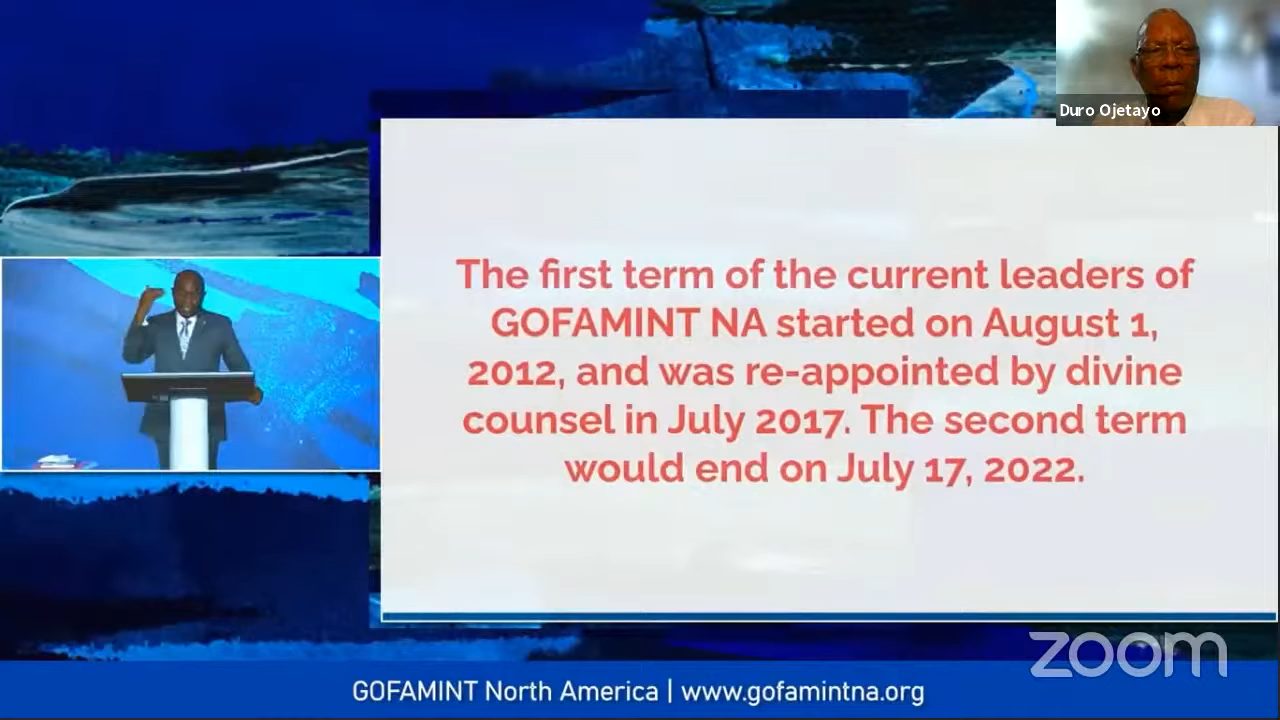 Duro Ojetayo
The first term of the current leaders of
GOFAMINT NA started on August 1,
2012, and was re-appointed by divine
counsel in July 2017. The second term
would end on July 17, 2022.
zoom
GOFAMINT North America | www.gofamintna.org